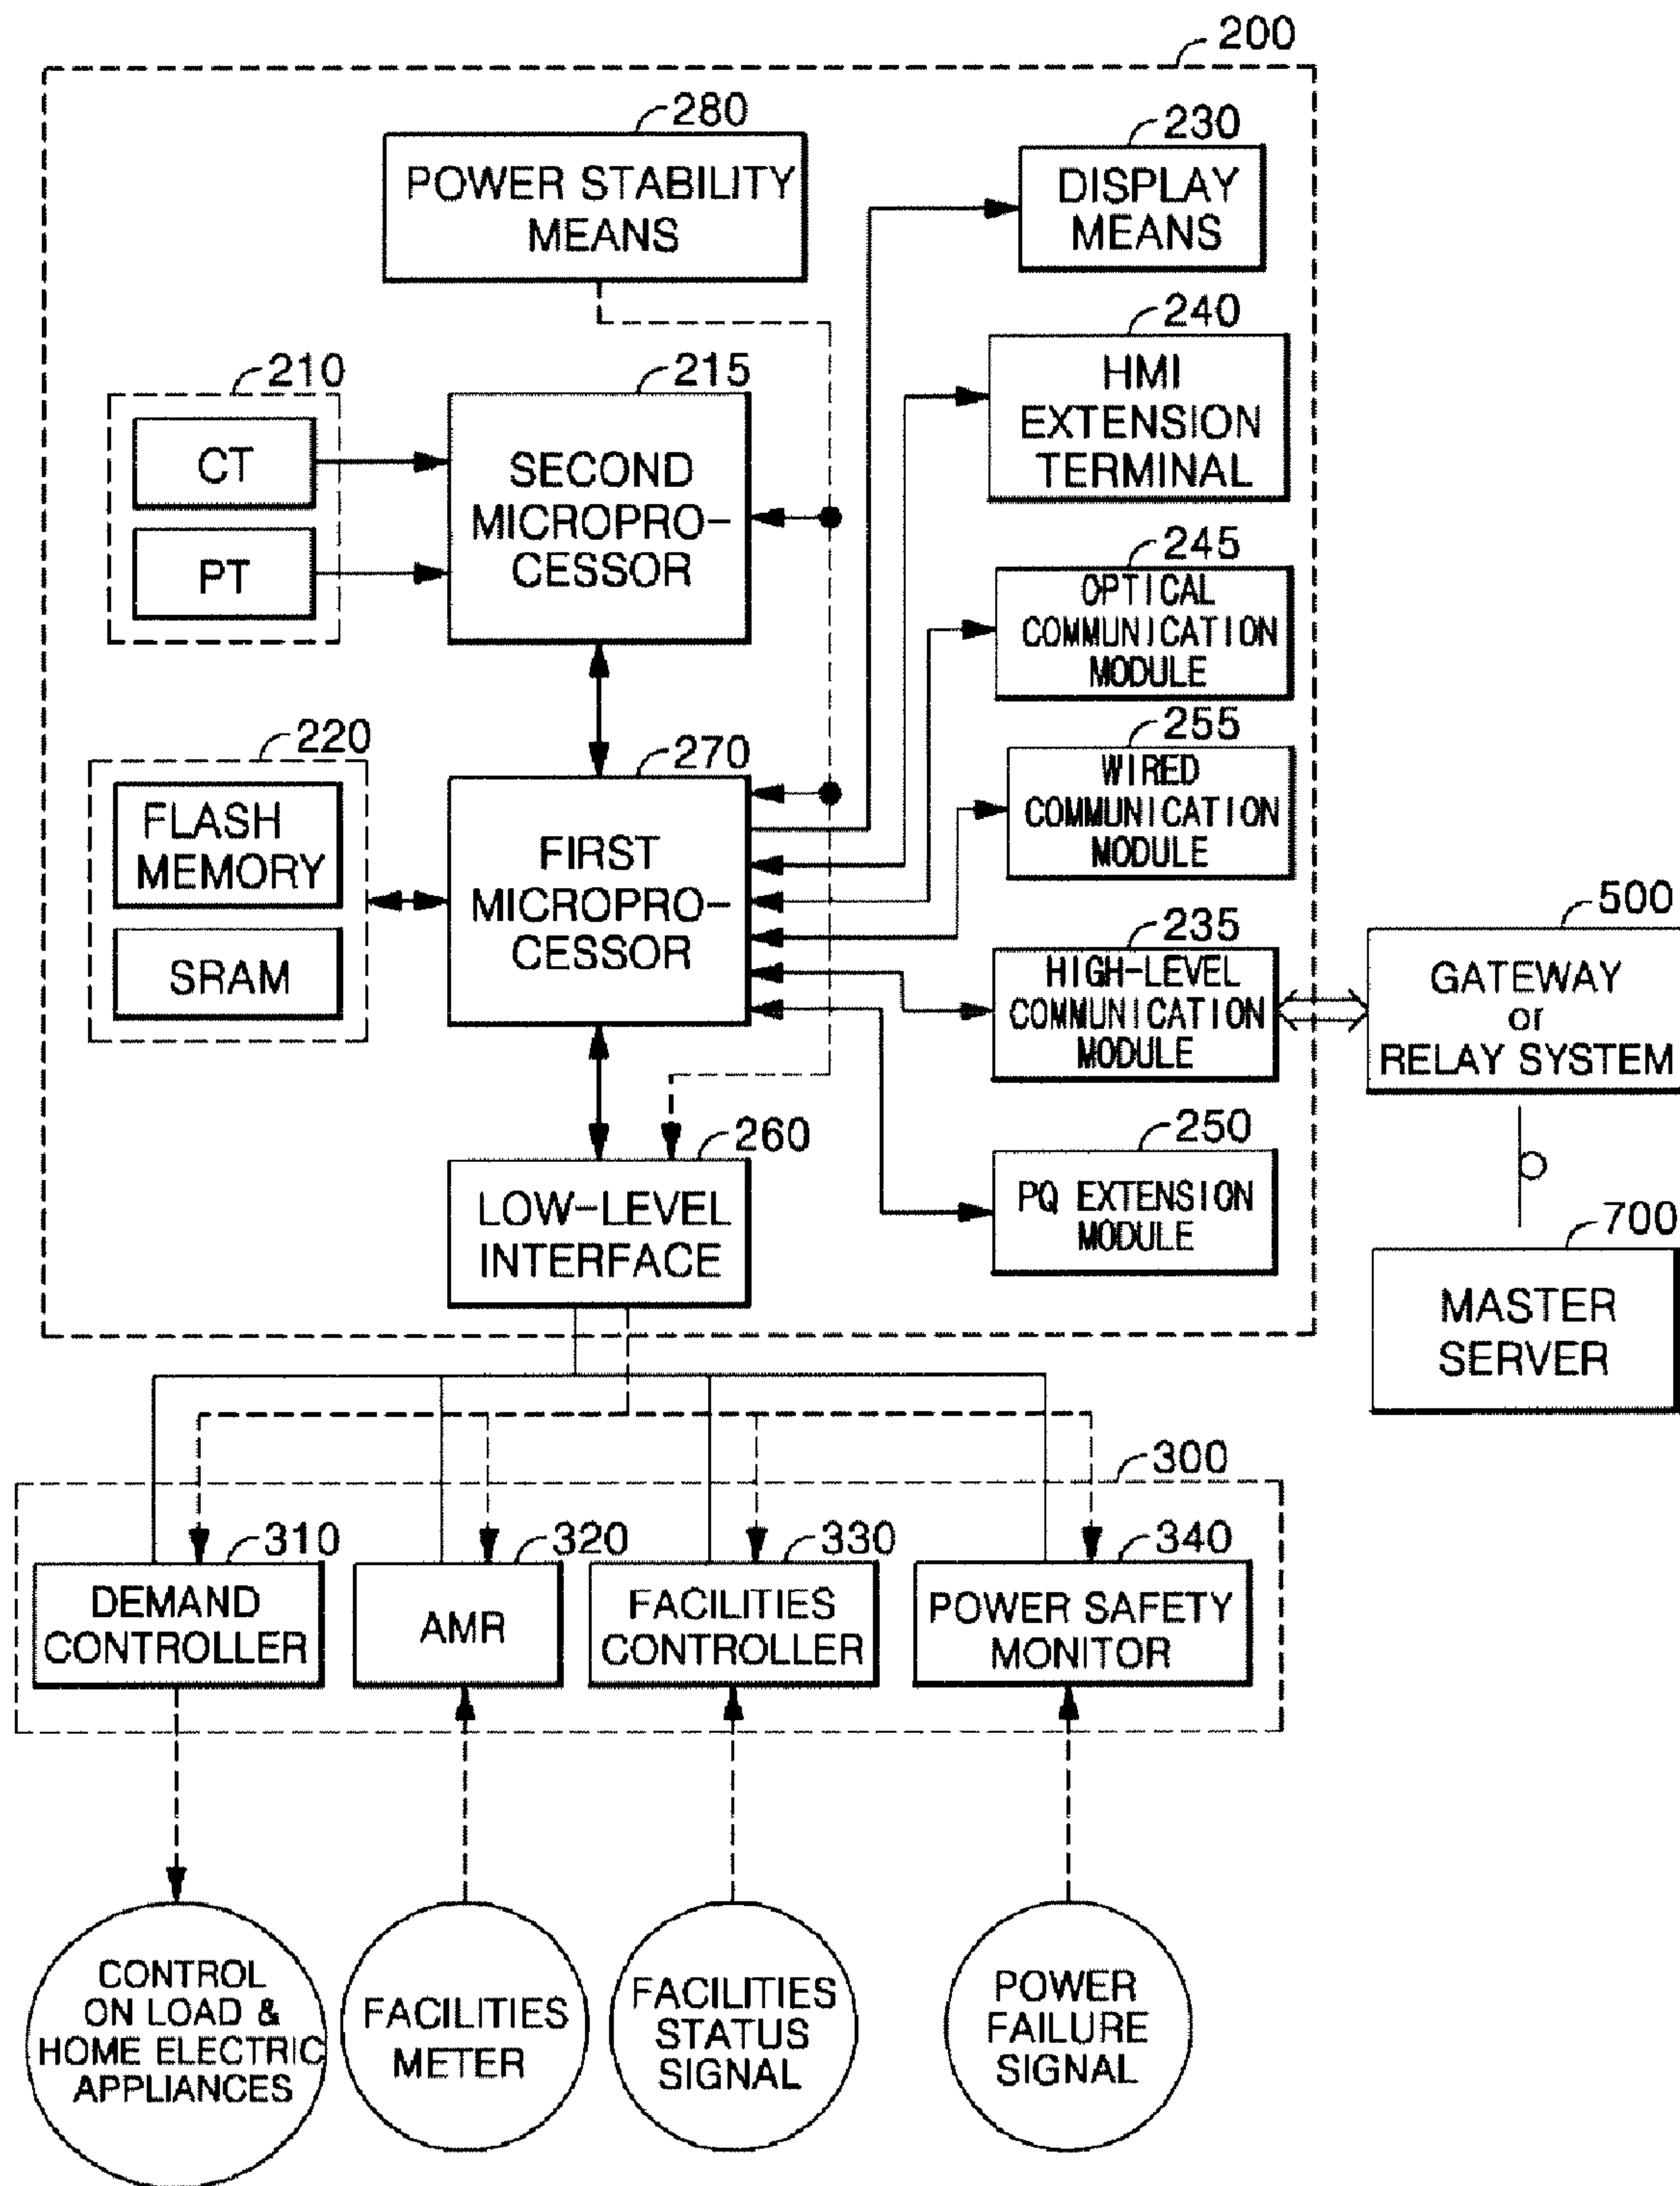 200
280
POWER STABILITY
MEANS
230
DISPLAY
MEANS
240
HMI
EXTENSION
TERMINAL
210
CT
PT
215
SECOND
MICROPRO-
CESSOR
245
OPTICAL
COMMUNICATION
MODULE
255
WIRED
COMMUNICATION
MODULE
220
FLASH
MEMORY
SRAM
270
FIRST
MICROPRO-
CESSOR
235
HIGH-LEVEL
COMMUNICATION
MODULE
500
GATEWAY
or
RELAY SYSTEM
260
LOW-LEVEL
INTERFACE
250
PQ EXTENSION
MODULE
700
MASTER
SERVER
300
310
DEMAND
CONTROLLER
320
AMR
330
FACILITIES
CONTROLLER
340
POWER SAFETY
MONITOR
CONTROL
ON LOAD &
HOME ELECTRIC
APPLIANCES
FACILITIES
METER
FACILITIES
STATUS
SIGNAL
POWER
FAILURE
SIGNAL